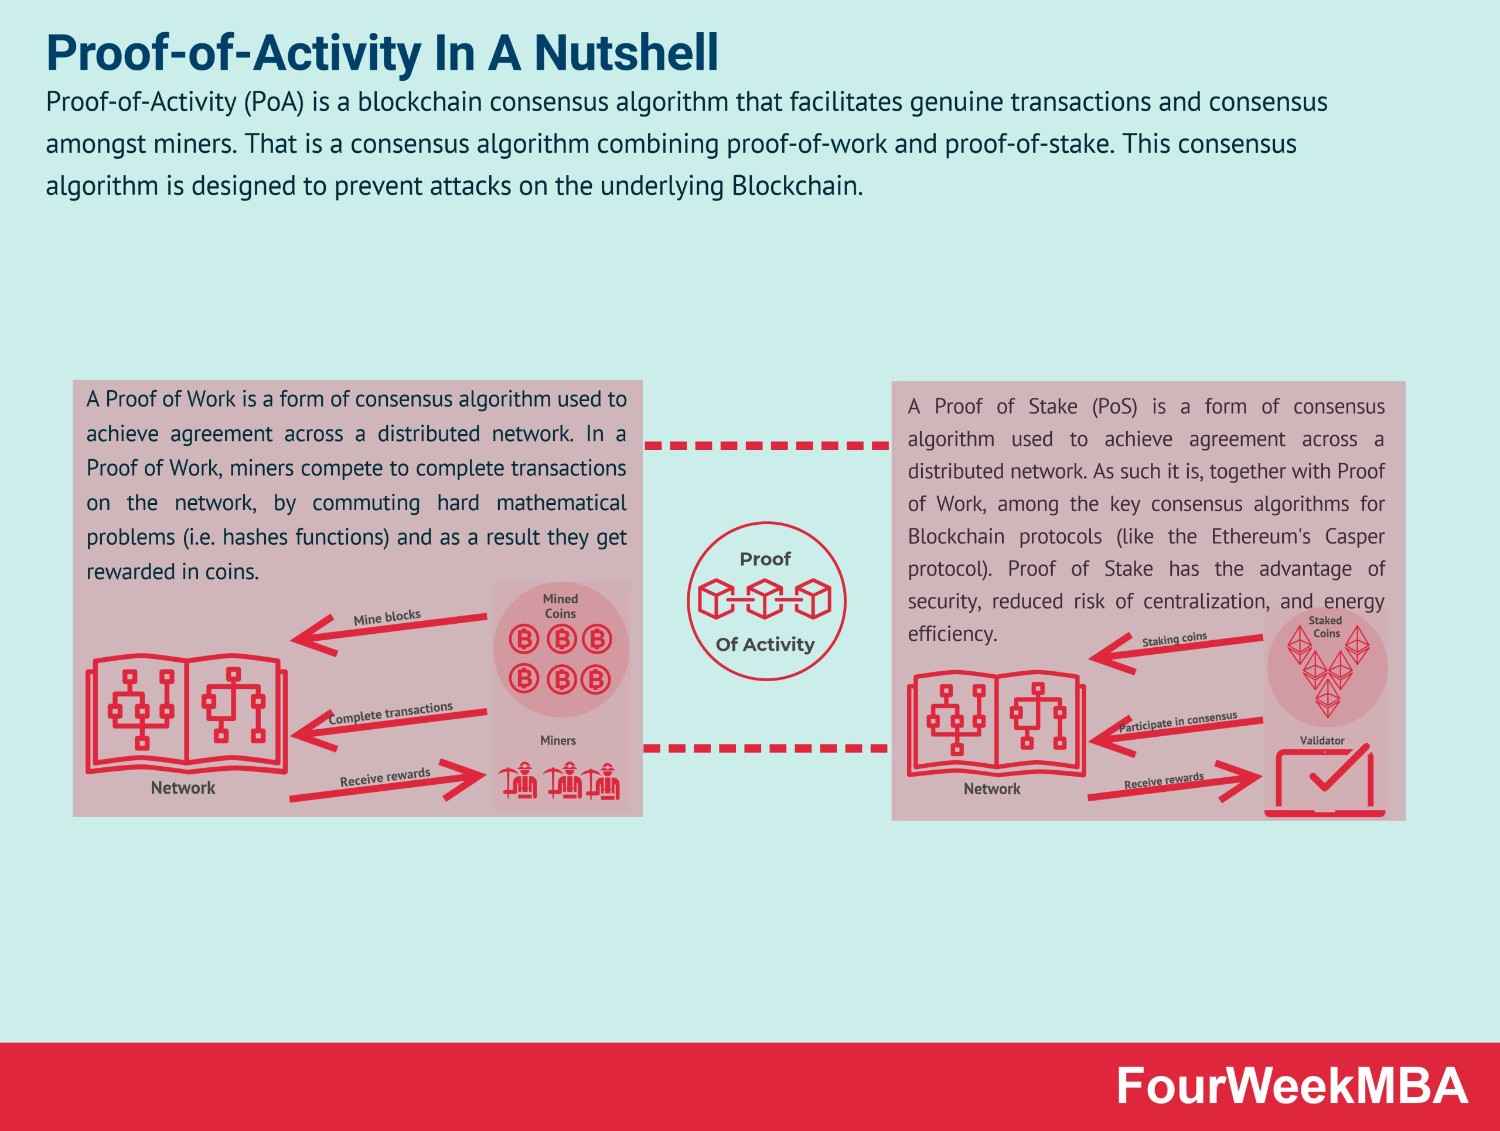 Proof-of-Activity In A Nutshell
Proof-of-Activity (PoA) is a blockchain consensus algorithm that facilitates genuine transactions and consensus
amongst miners. That is a consensus algorithm combining proof-of-work and proof-of-stake. This consensus
algorithm is designed to prevent attacks on the underlying Blockchain.
A Proof of Work is a form of consensus algorithm used to
achieve agreement across a distributed network. In a
Proof of Work, miners compete to complete transactions
on the network, by commuting hard mathematical
problems (i.e. hashes functions) and as a result they get
rewarded in coins.
Mine blocks
Mined
Coins
Complete transactions
Miners
Receive rewards
Network
Proof
Of Activity
A Proof of Stake (PoS) is a form of consensus
algorithm used to achieve agreement across a
distributed network. As such it is, together with Proof
of Work, among the key consensus algorithms for
Blockchain protocols (like the Ethereum's Casper
protocol). Proof of Stake has the advantage of
security, reduced risk of centralization, and energy
efficiency.
Staking coins
Staked
Coins
Participate in consensus
Validator
Receive rewards
Network
FourWeekMBA